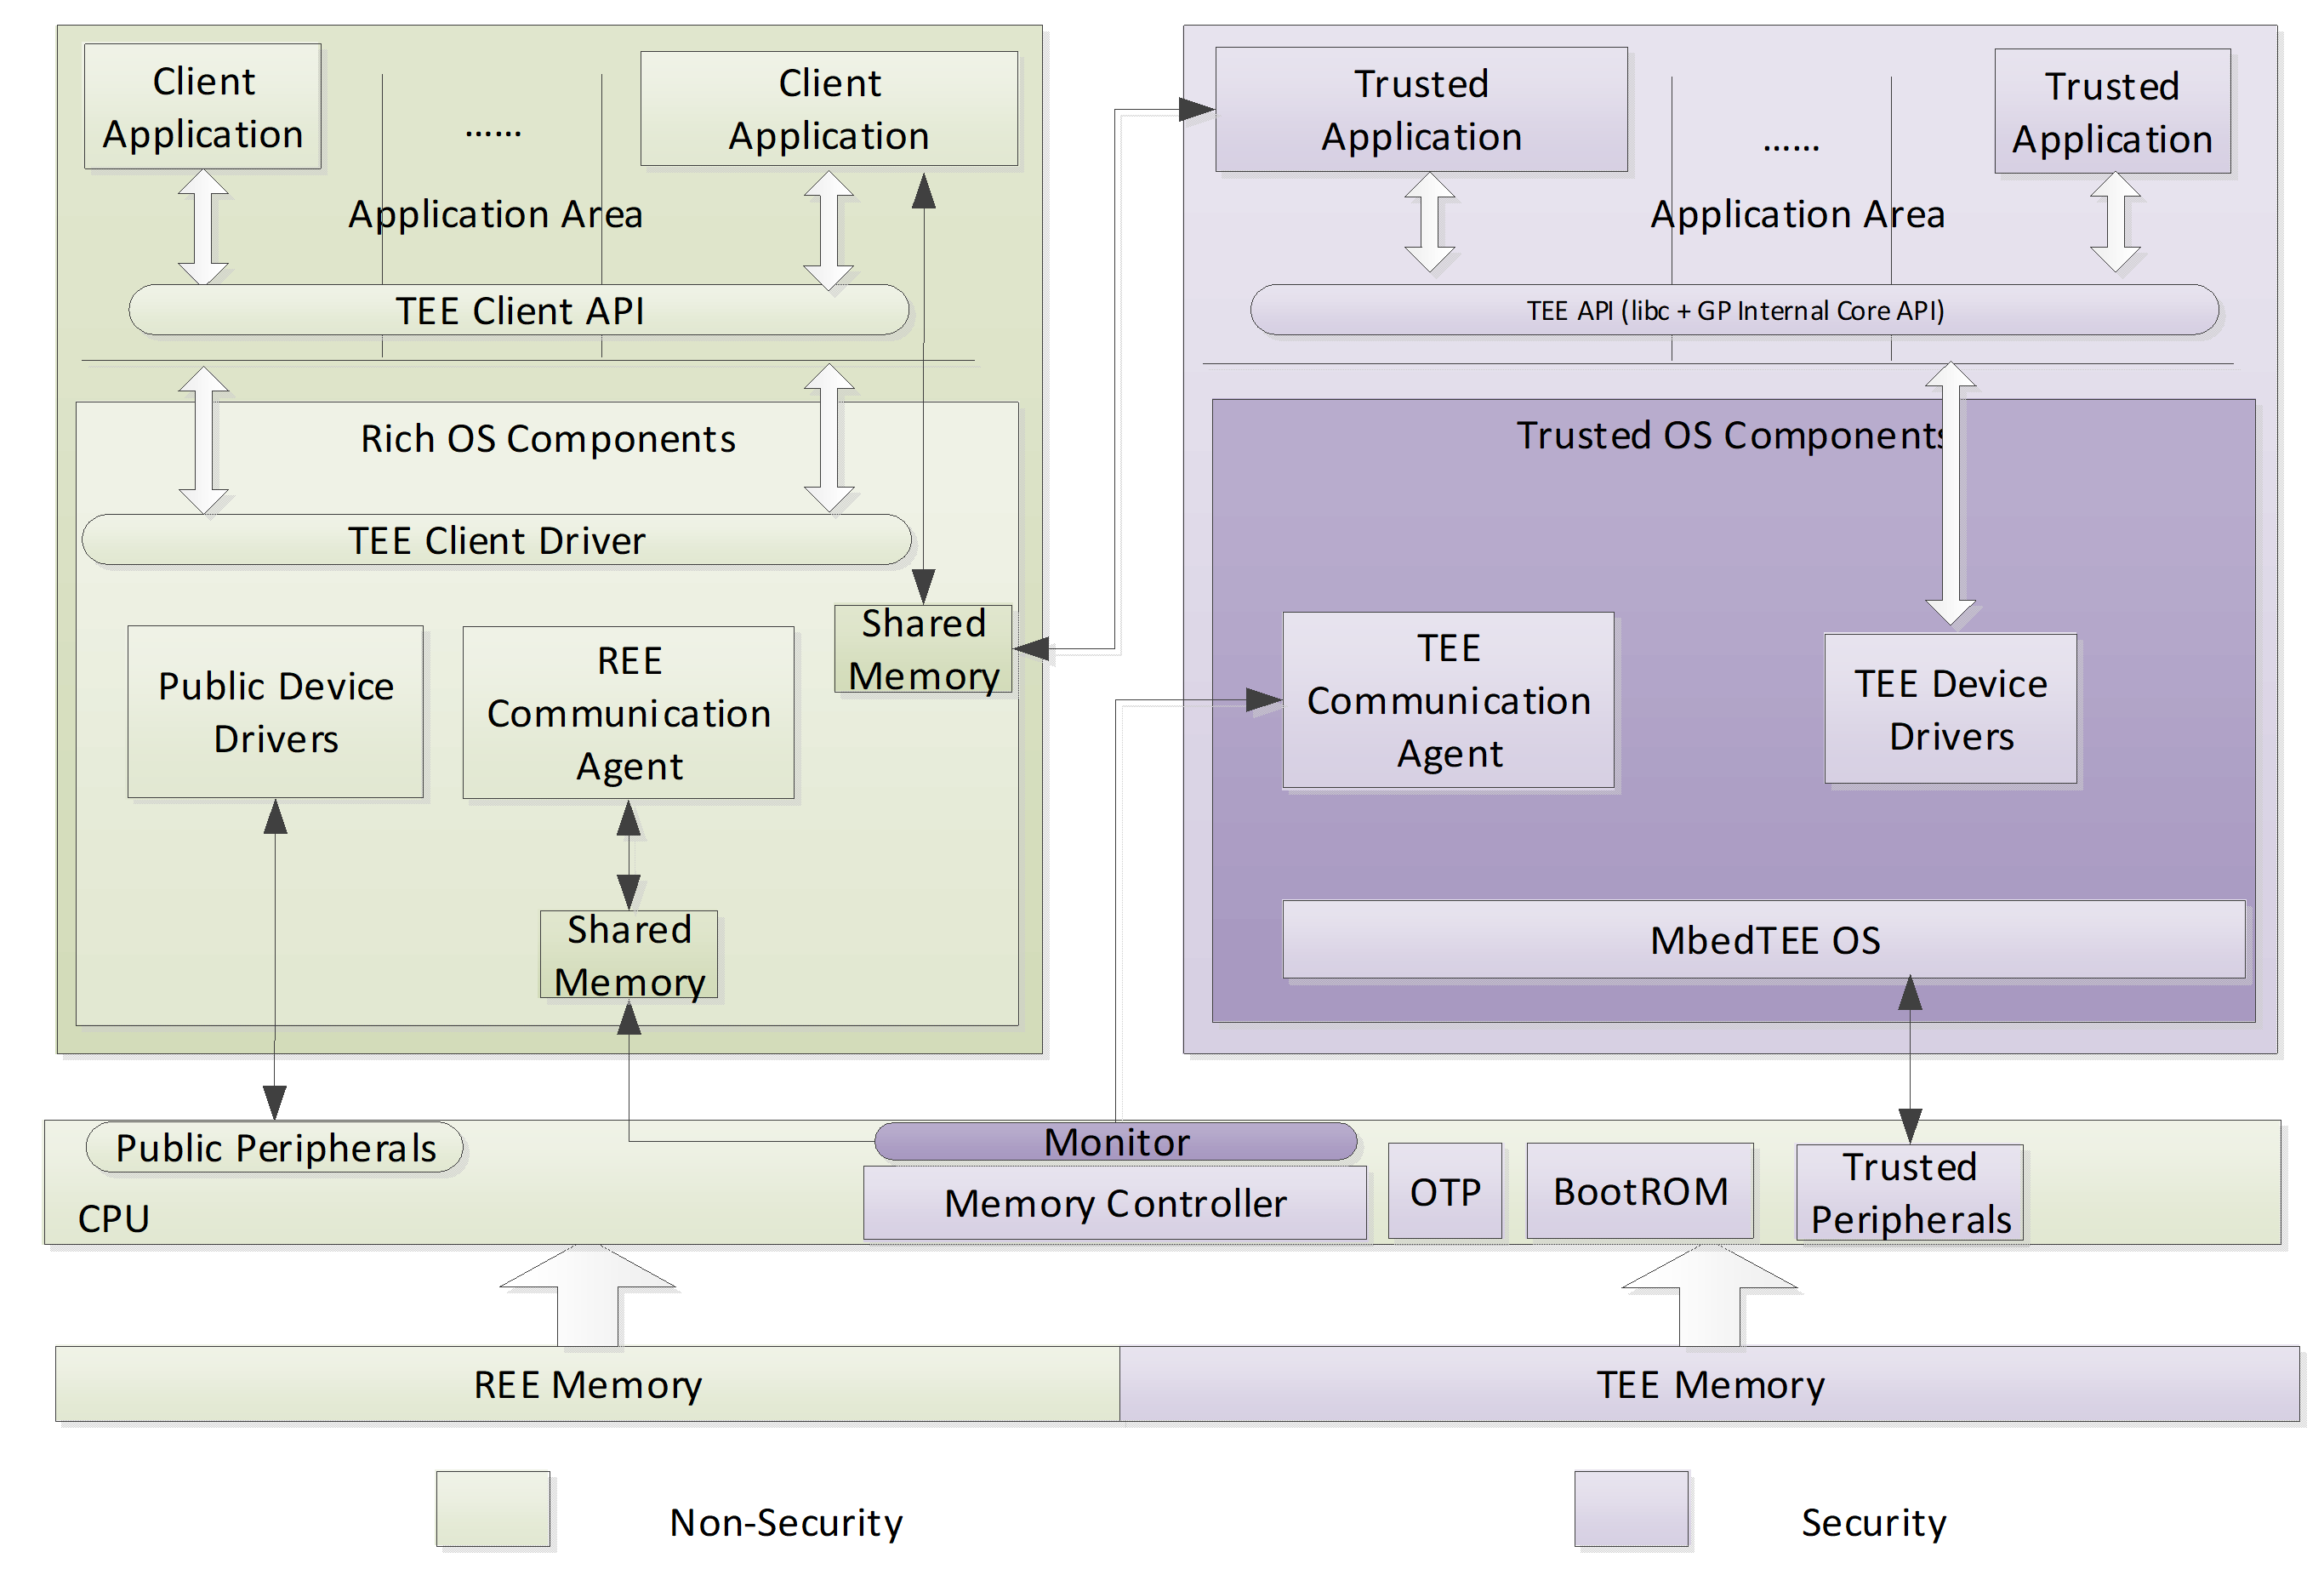 Client
Application
......
Client
Application
Application Area
TEE Client API
Rich OS Components
TEE Client Driver
Shared
Memory
Public Device
Drivers
REE
Communication
Agent
Shared
Memory
Trusted
Application
......
Trusted
Application
Application Area
TEE API (libc + GP Internal Core API)
Trusted OS Components
TEE
Communication
Agent
TEE Device
Drivers
MbedTEE OS
Public Peripherals
CPU
Monitor
Memory Controller
OTP
BootROM
Trusted
Peripherals
REE Memory
TEE Memory
Non-Security
Security